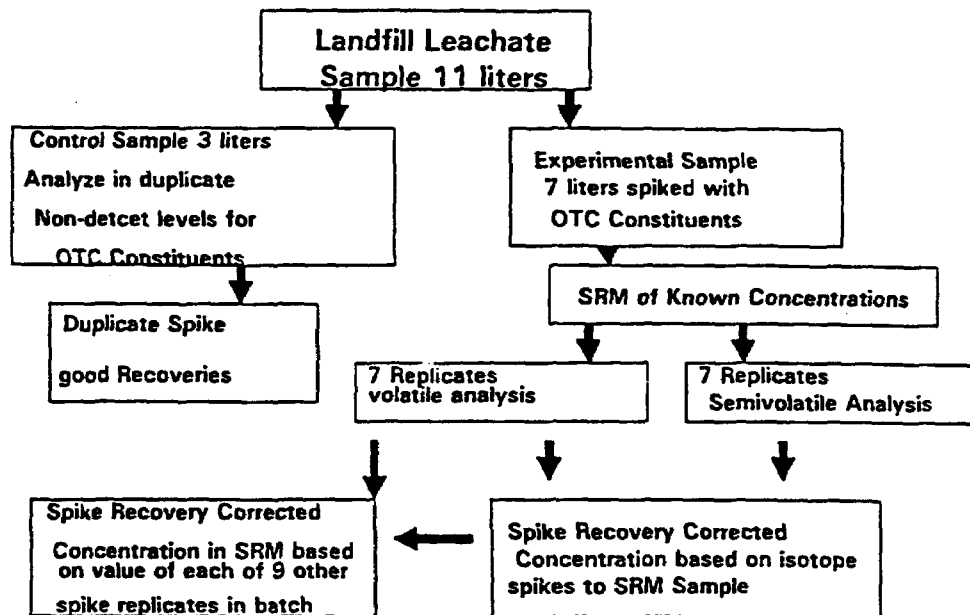 Landfill Leachate
Sample 11 liters
Control Sample 3 liters
Analyze in duplicate
Non-detcet levels for
OTC Constituents
Experimental Sample
7 liters spiked with
OTC Constituents
Duplicate Spike
good Recoveries
SRM of Known Concentrations
7 Replicates
volatile analysis
7 Replicates
Semivolatile Analysis
Spike Recovery Corrected
Concentration in SRM based
on value of each of 9 other
spike replicates in batch
Spike Recovery Corrected
Concentration based on isotope
spikes to SRM Sample